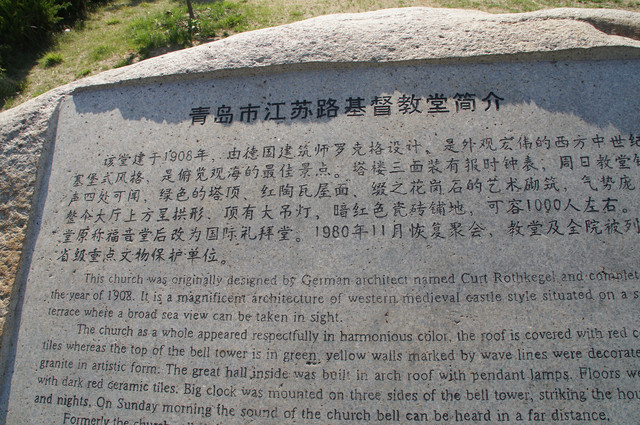 青岛市江苏路基督教堂简介
该堂建于1908年，由德国建筑师罗克格设计。是外观宏伟的西方中世纪
塞堡式风格，是俯览观海的最佳景点。塔楼三面装有报时钟表，周日教堂钟
声四处可闻、绿色的塔顶、红陶瓦屋面、缀之花岗石的艺术砌筑，气势庞
整个大厅上方呈拱形、顶有大吊灯，暗红色瓷砖铺地，可容1000人左右。
堂原称福音堂后改为国际礼拜堂。1980年11月恢复聚会，教堂及全院被列
省级重点文物保护单位。
This church was originally designed by German architect named Curt Rothkegel and complet
the year of 1908. It is a magnificent architecture of western medieval castle style situated on a s
terrace where a broad sea view can be taken in sight.
The church as a whole appeared respectfully in harmonious color, the roof is covered with red c
tiles whereas the top of the bell tower is in green, yellow walls marked by wave lines were decorate
granite in artistic form. The great hall inside was built in arch roof with pendant lamps. Floors we
with dark red ceramic tiles. Big clock was mounted on three sides of the bell tower, striking the hou
and nights. On Sunday morning the sound of the church bell can be heard in a far distance.
Formerly the church